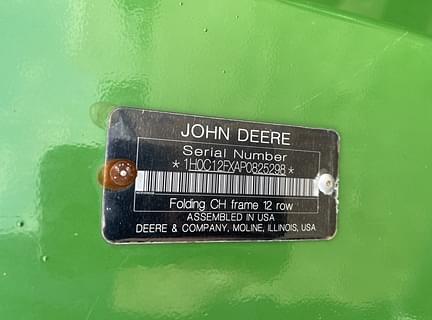 JOHN DEERE
Serial Number
*1H0C12FXAP0825298*
Folding CH frame 12 row
ASSEMBLED IN USA
DEERE & COMPANY, MOLINE, ILLINOIS, USA